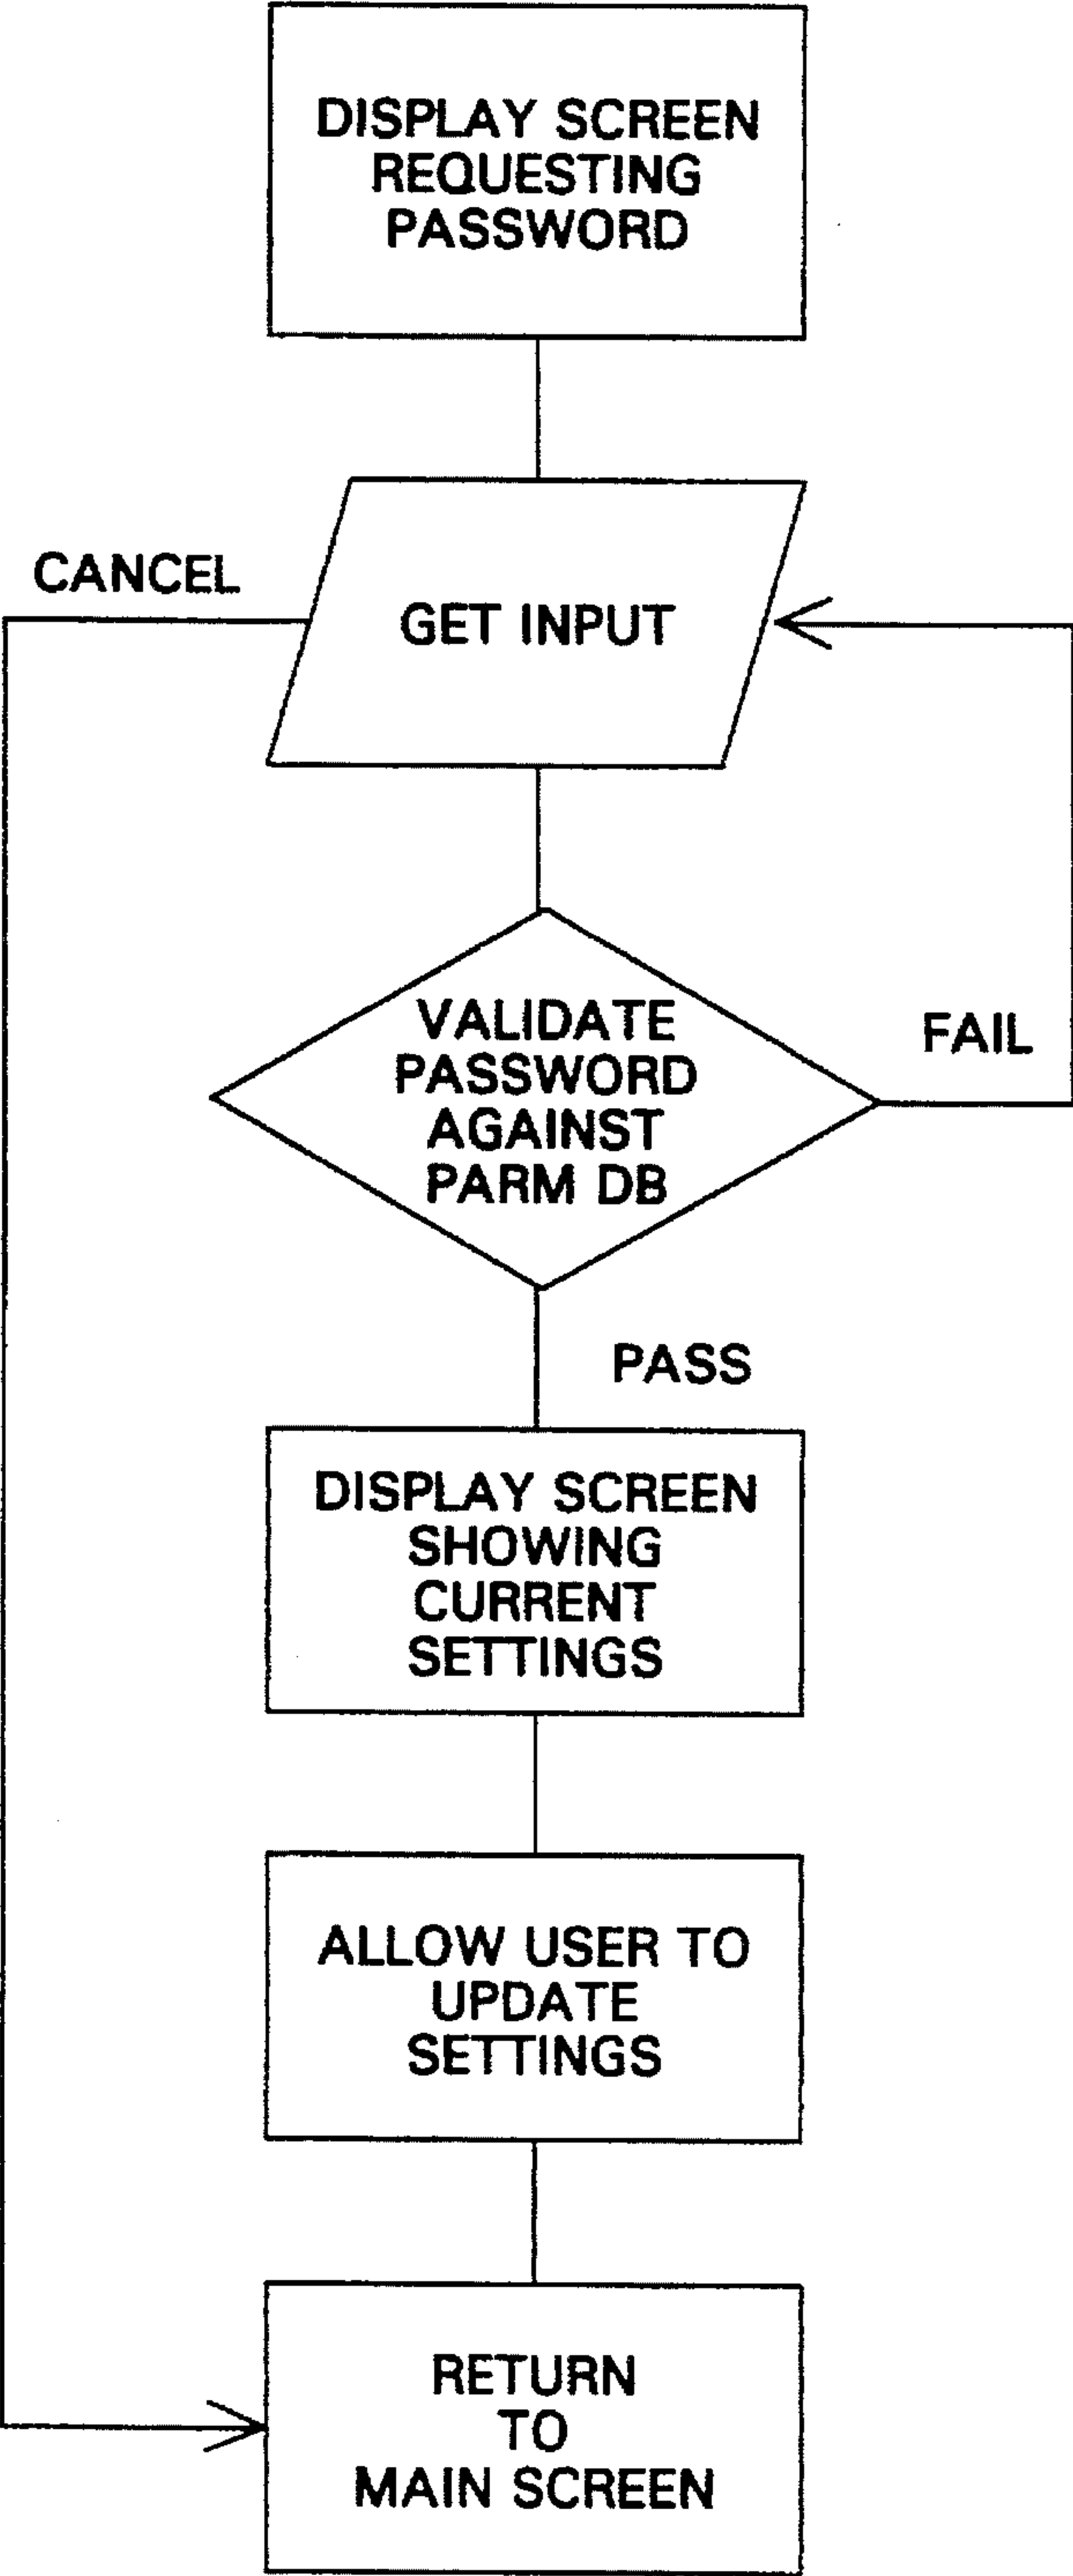 DISPLAY SCREEN
REQUESTING
PASSWORD
CANCEL
GET INPUT
VALIDATE
PASSWORD
AGAINST
PARM DB
FAIL
PASS
DISPLAY SCREEN
SHOWING
CURRENT
SETTINGS
ALLOW USER TO
UPDATE
SETTINGS
RETURN
TO
MAIN SCREEN